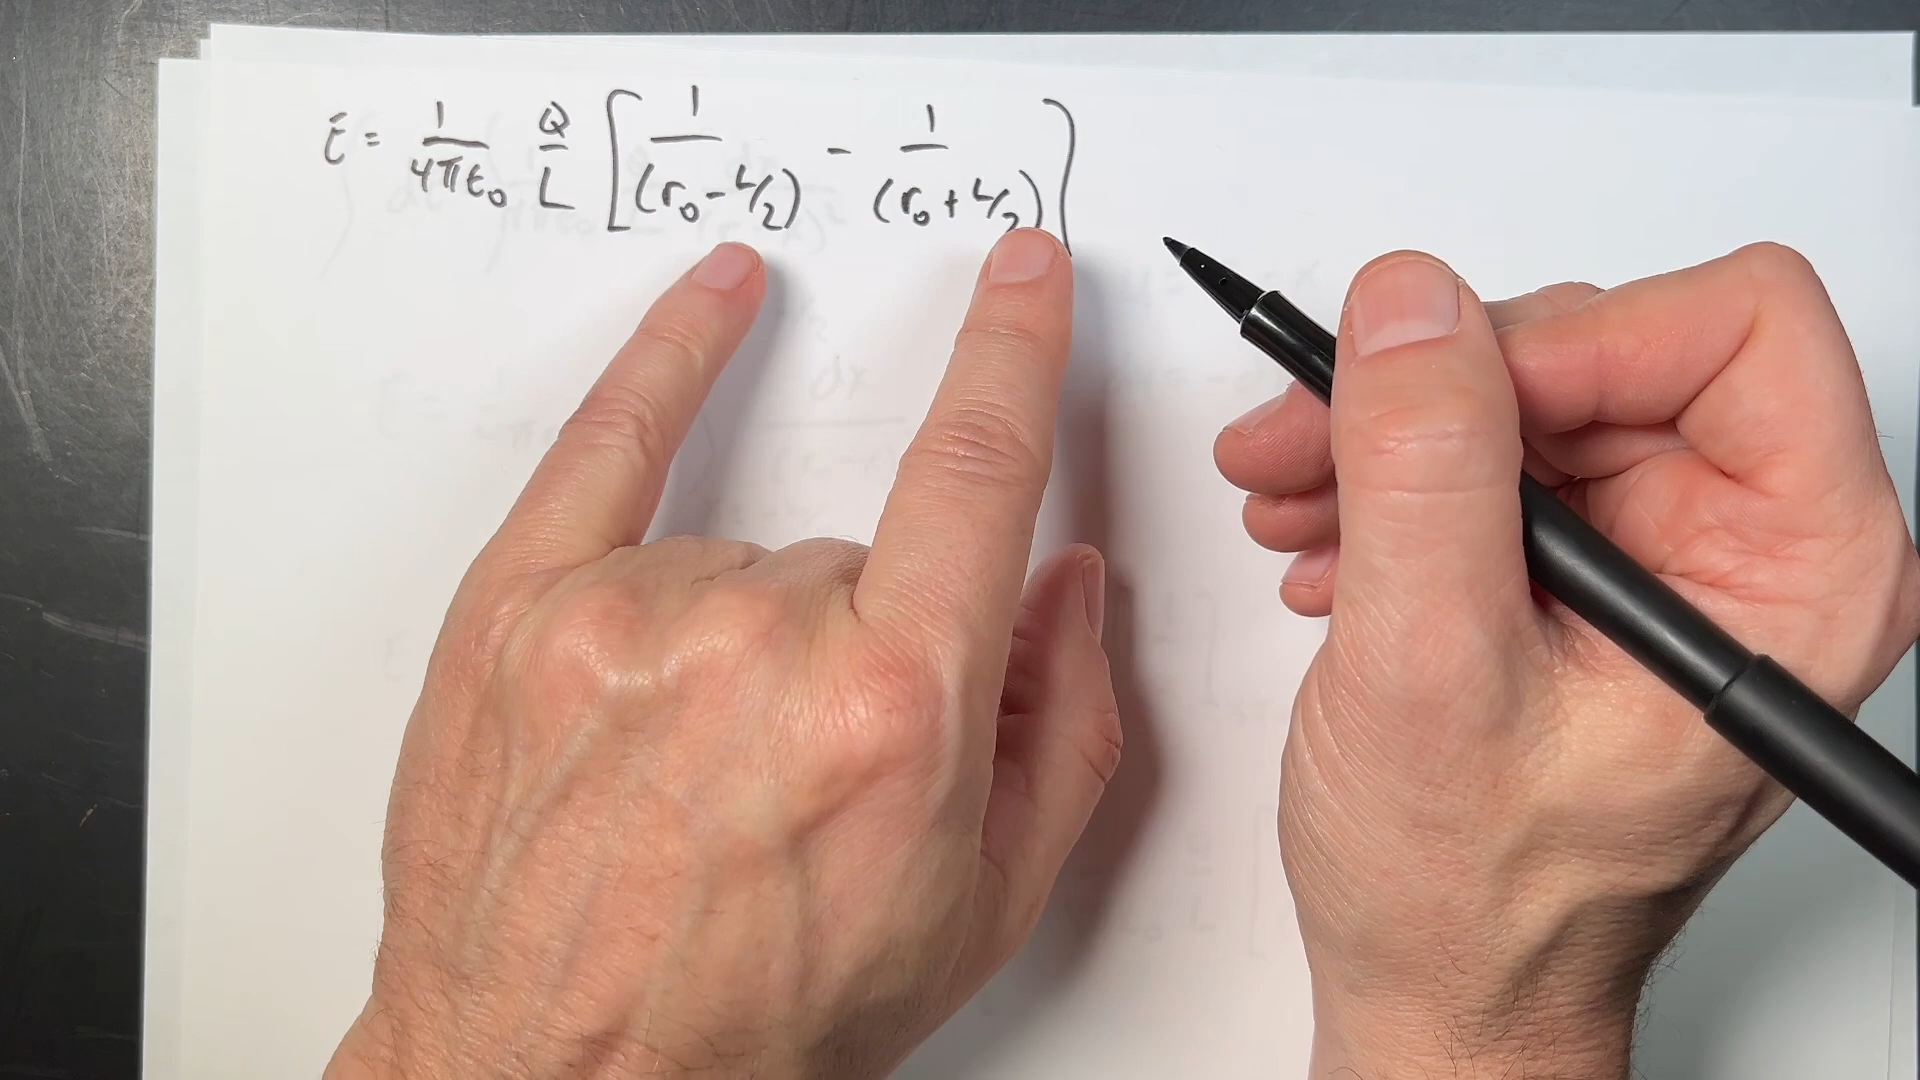 E = 1/4πε₀ Q/L [1/(r₀ - L/2) - 1/(r₀ + L/2)]